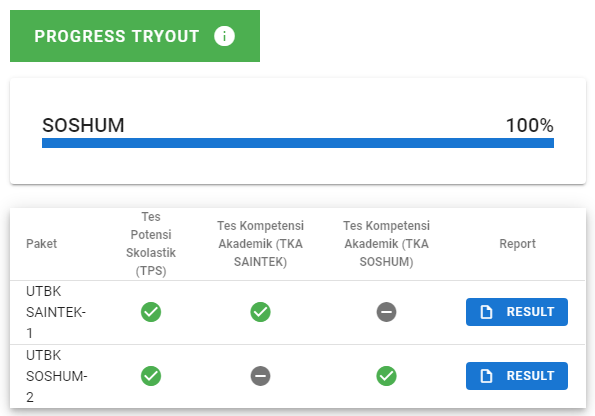 PROGRESS TRYOUT
SOSHUM 100%
Paket
Tes
Potensi
Skolastik
(TPS)
Tes Kompetensi
Akademik (TKA
SAINTEK)
Tes Kompetensi
Akademik (TKA
SOSHUM)
Report
UTBK
SAINTEK-
1
RESULT
UTBK
SOSHUM-
2
RESULT